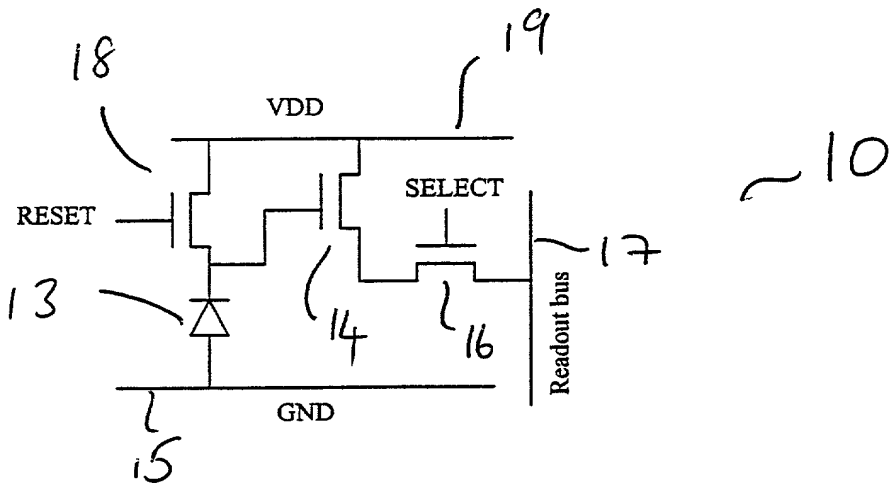 19
18
VDD
10
SELECT
RESET
17
13
14
16
Readout bus
GND
15